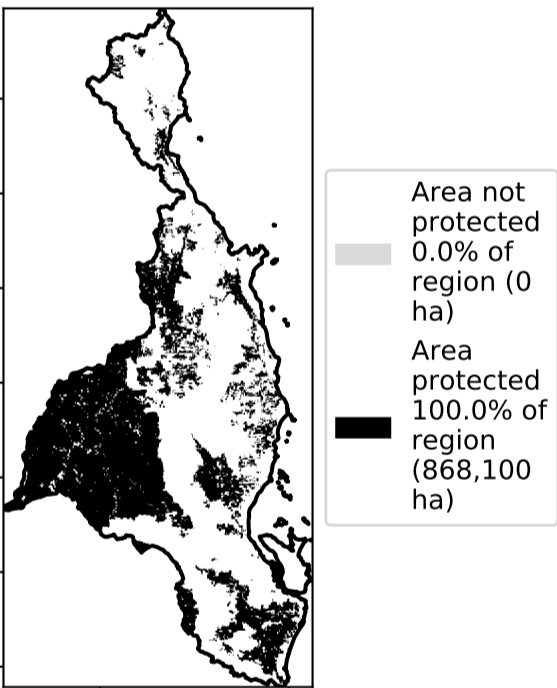 Area not
protected
0.0% of
region (0
ha)
Area
protected
100.0% of
region
(868,100
ha)